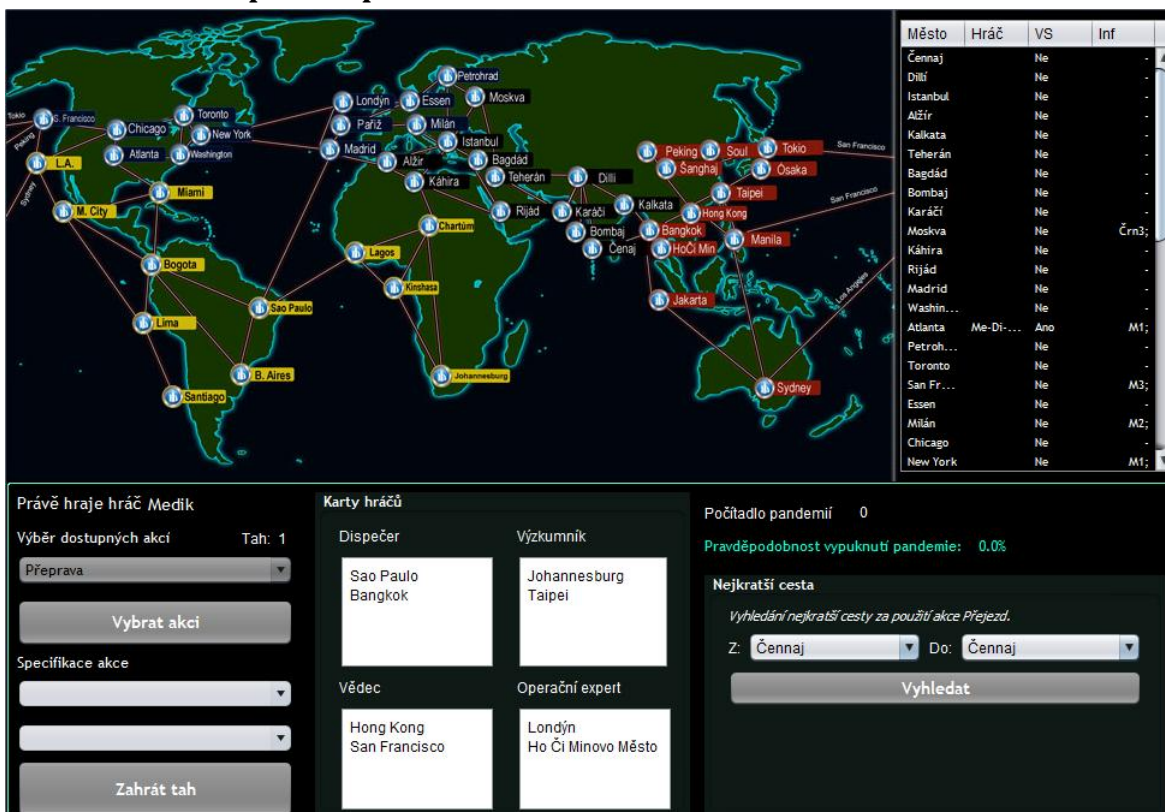 Petrohrad
Londýn
Essen
Moskva
Tokio
S. Francisco
Toronto
Chicago
New York
Paříž
Milán
Istanbul
Peking
Atlanta
Washington
Madrid
Alžír
Bagdád
Peking
Soul
Tokio
San Francisco
L.A.
Teherán
Dillí
Šanghaj
Ósaka
Sydney
Miami
Káhira
Kalkata
Taipei
San Francisco
M. City
Rijád
Karáčí
Hong Kong
Chartúm
Bombaj
Bangkok
Manila
Bogota
Lagos
Čenaj
HoČi Min
Kinshasa
Los Angeles
Sao Paulo
Jakarta
Lima
B. Aires
Johannesburg
Sydney
Santiago
Město Hráč VS Inf
Čennaj Ne -
Dillí Ne -
Istanbul Ne -
Alžír Ne -
Kalkata Ne -
Teherán Ne -
Bagdád Ne -
Bombaj Ne -
Karáčí Ne -
Moskva Ne Črn3;
Káhira Ne -
Rijád Ne -
Madrid Ne -
Washin... Ne -
Atlanta Me-Di-... Ano M1;
Petroh... Ne -
Toronto Ne -
San Fr... Ne M3;
Essen Ne -
Milán Ne M2;
Chicago Ne -
New York Ne M1;
Právě hraje hráč Medik
Výběr dostupných akcí Tah: 1
Přeprava
Vybrat akci
Specifikace akce
Zahrát tah
Karty hráčů
Dispečer
Sao Paulo
Bangkok
Výzkumník
Johannesburg
Taipei
Vědec
Hong Kong
San Francisco
Operační expert
Londýn
Ho Či Minovo Město
Počítadlo pandemií 0
Pravděpodobnost vypuknutí pandemie: 0.0%
Nejkratší cesta
Vyhledání nejkratší cesty za použití akce Přejezd.
Z: Čennaj Do: Čennaj
Vyhledat